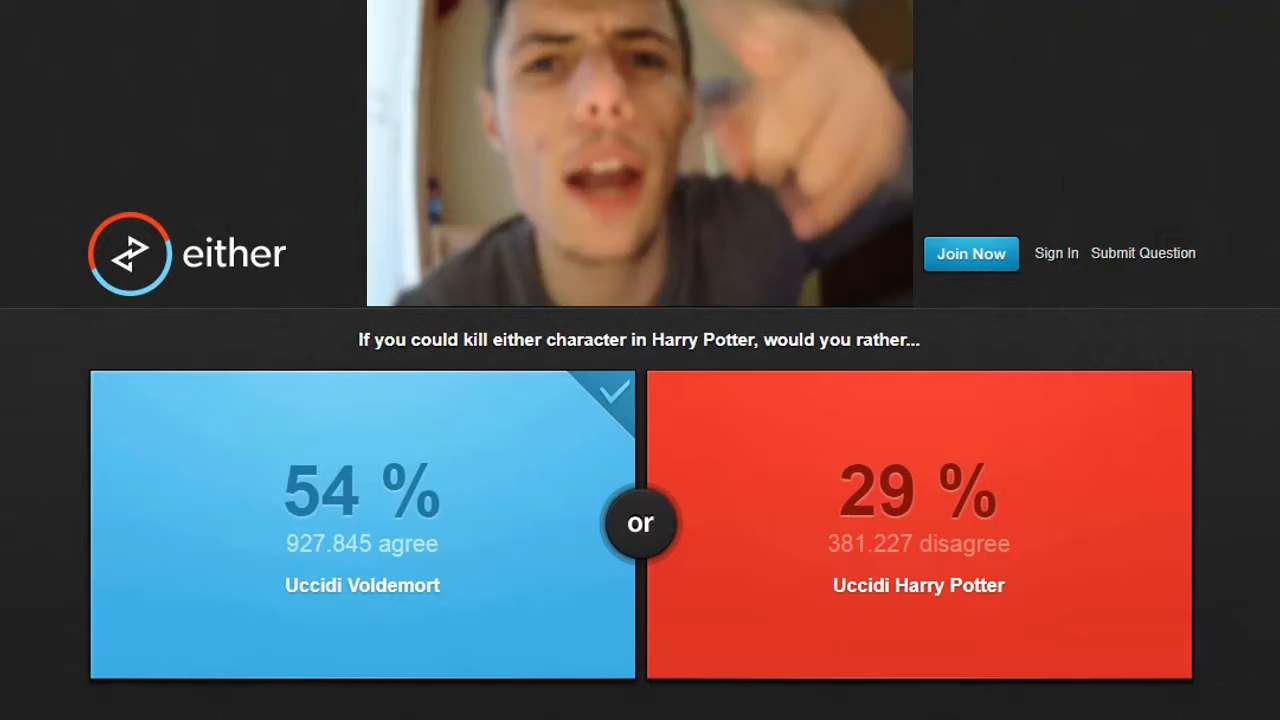 either
Join Now
Sign In
Submit Question
If you could kill either character in Harry Potter, would you rather...
54 %
927.845 agree
Uccidi Voldemort
or
29 %
381.227 disagree
Uccidi Harry Potter